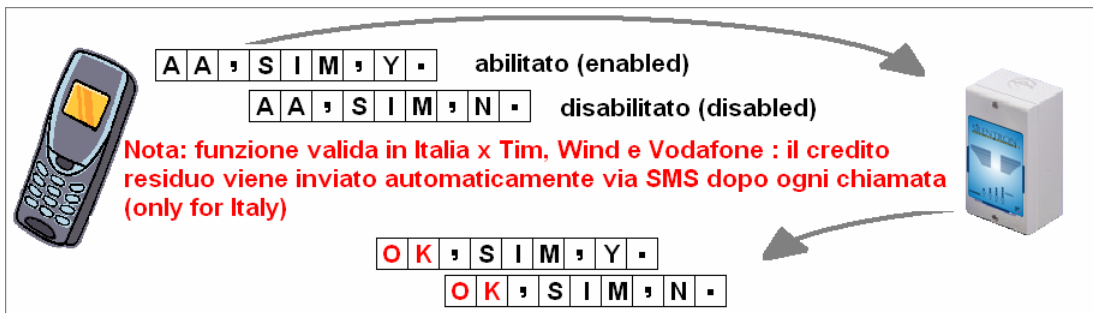 AA,SIM,Y. abilitato (enabled)
AA,SIM,N. disabilitato (disabled)
Nota: funzione valida in Italia x Tim, Wind e Vodafone : il credito
residuo viene inviato automaticamente via SMS dopo ogni chiamata
(only for Italy)
OK,SIM,Y.
OK,SIM,N.